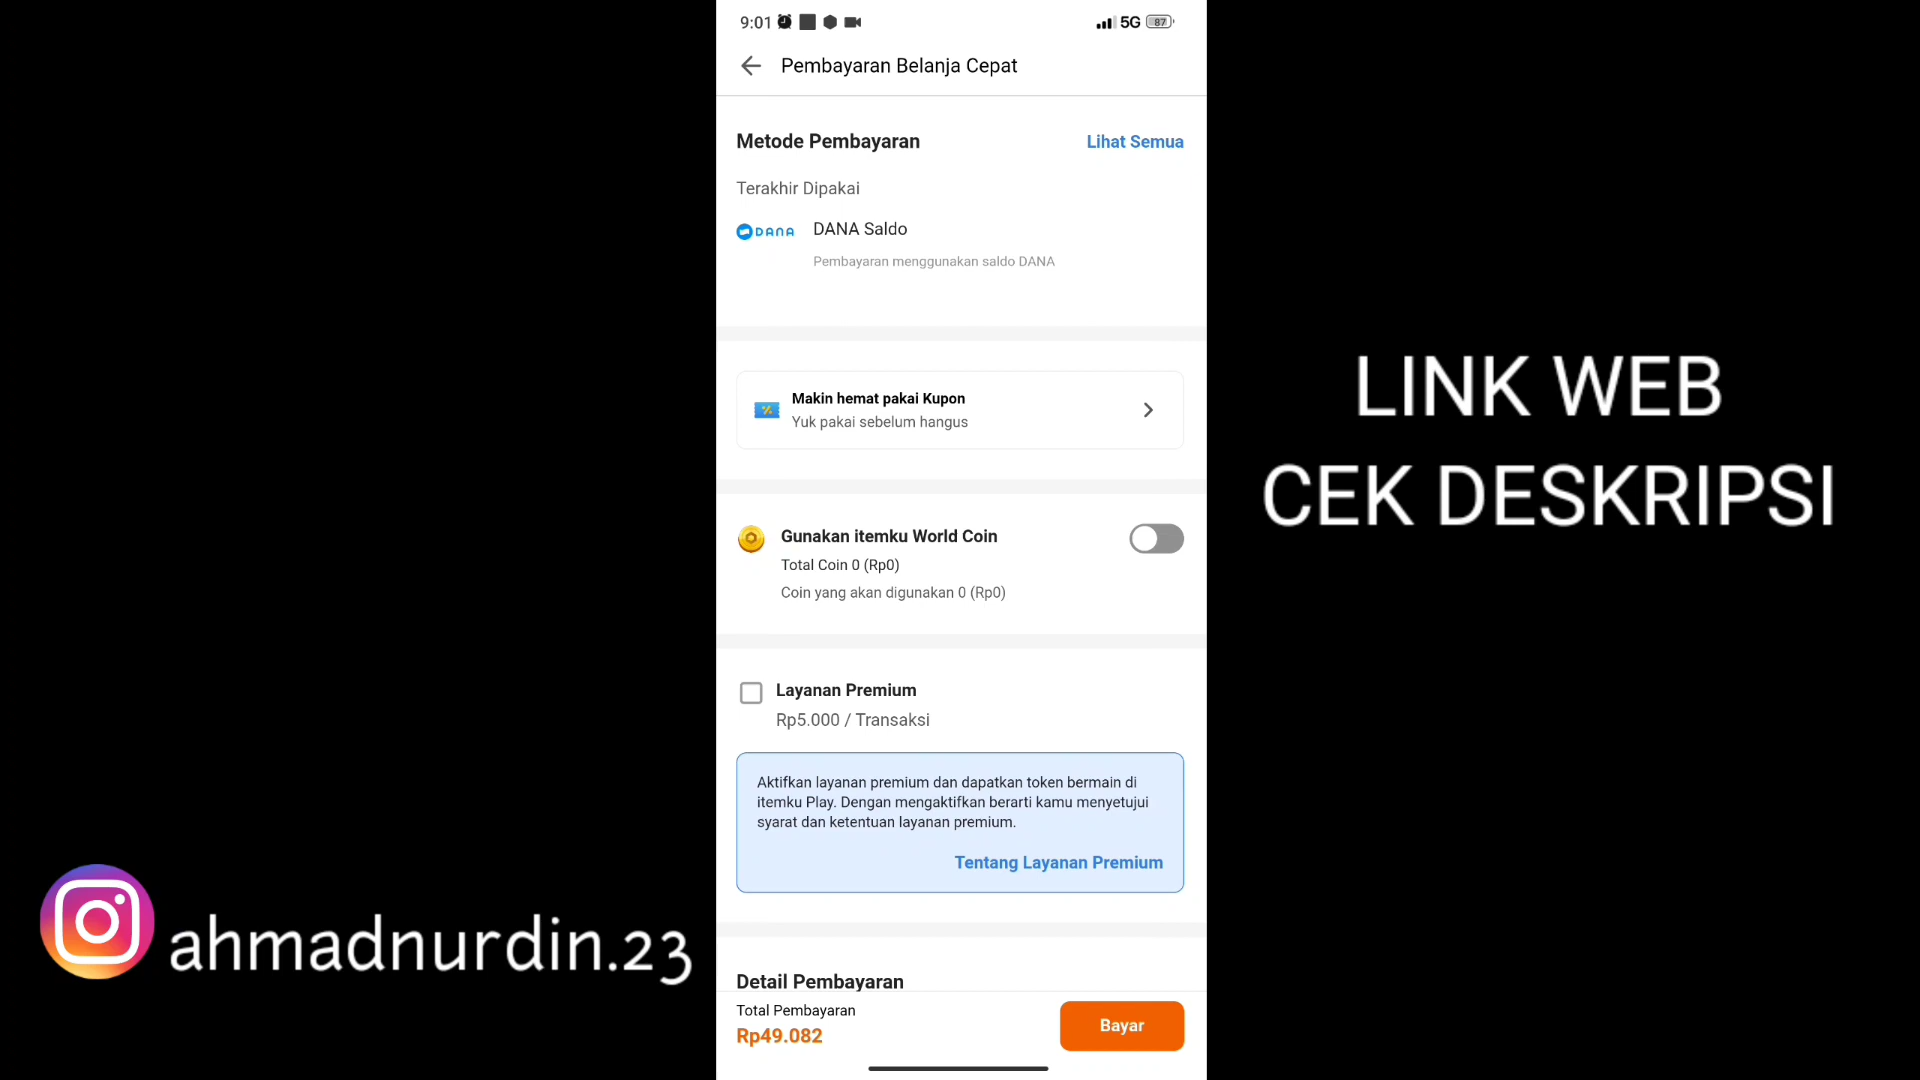 9:01
5G 87
Pembayaran Belanja Cepat
Metode Pembayaran
Lihat Semua
Terakhir Dipakai
DANA
DANA Saldo
Pembayaran menggunakan saldo DANA
Makin hemat pakai Kupon
Yuk pakai sebelum hangus
Gunakan itemku World Coin
Total Coin 0 (Rp0)
Coin yang akan digunakan 0 (Rp0)
Layanan Premium
Rp5.000 / Transaksi
Aktifkan layanan premium dan dapatkan token bermain di
itemku Play. Dengan mengaktifkan berarti kamu menyetujui
syarat dan ketentuan layanan premium.
Tentang Layanan Premium
Detail Pembayaran
Total Pembayaran
Rp49.082
Bayar
LINK WEB
CEK DESKRIPSI
ahmadnurdin.23